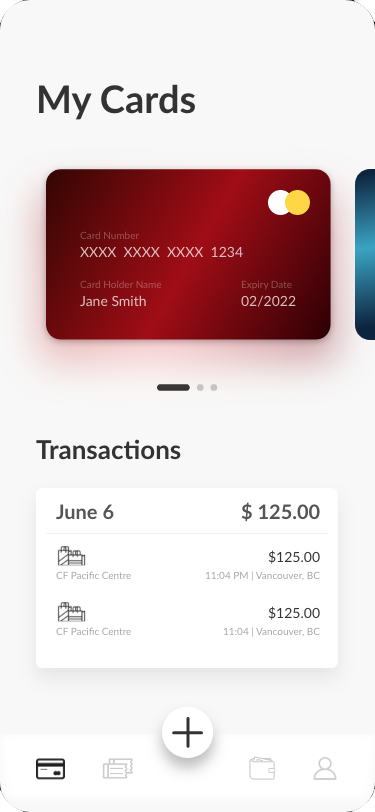 My Cards
Card Number
XXXX XXXX XXXX 1234
Card Holder Name Expiry Date
Jane Smith 02/2022
Transactions
June 6 $ 125.00
$125.00
CF Pacific Centre 11:04 PM | Vancouver, BC
$125.00
CF Pacific Centre 11:04 | Vancouver, BC